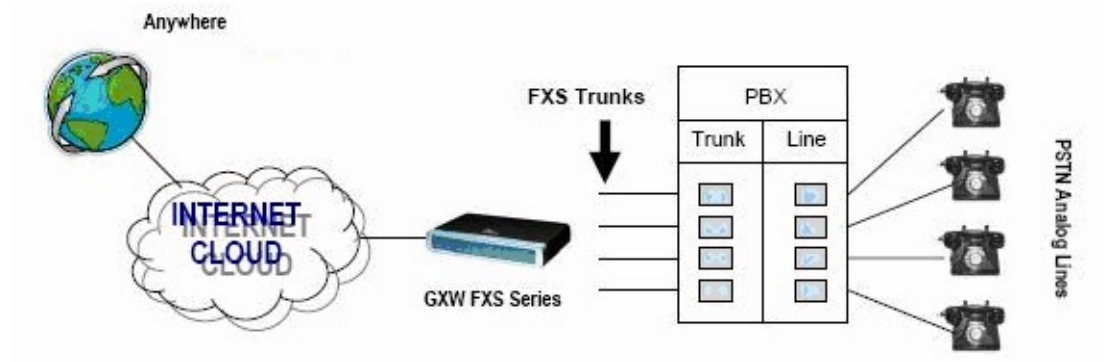 Anywhere
FXS Trunks
PBX
Trunk
Line
INTERNET
CLOUD
GXW FXS Series
PSTN Analog Lines